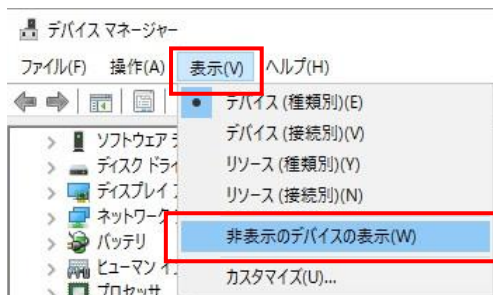 デバイス マネージャー
ファイル(F) 操作(A) 表示(V) ヘルプ(H)
デバイス (種類別)(E)
デバイス (接続別)(V)
リソース (種類別)(Y)
リソース (接続別)(N)
非表示のデバイスの表示(W)
カスタマイズ(U)...
ソフトウェア
ディスク
ディスプレイ
ネットワーク
バッテリ
ヒューマン
プロセッサ